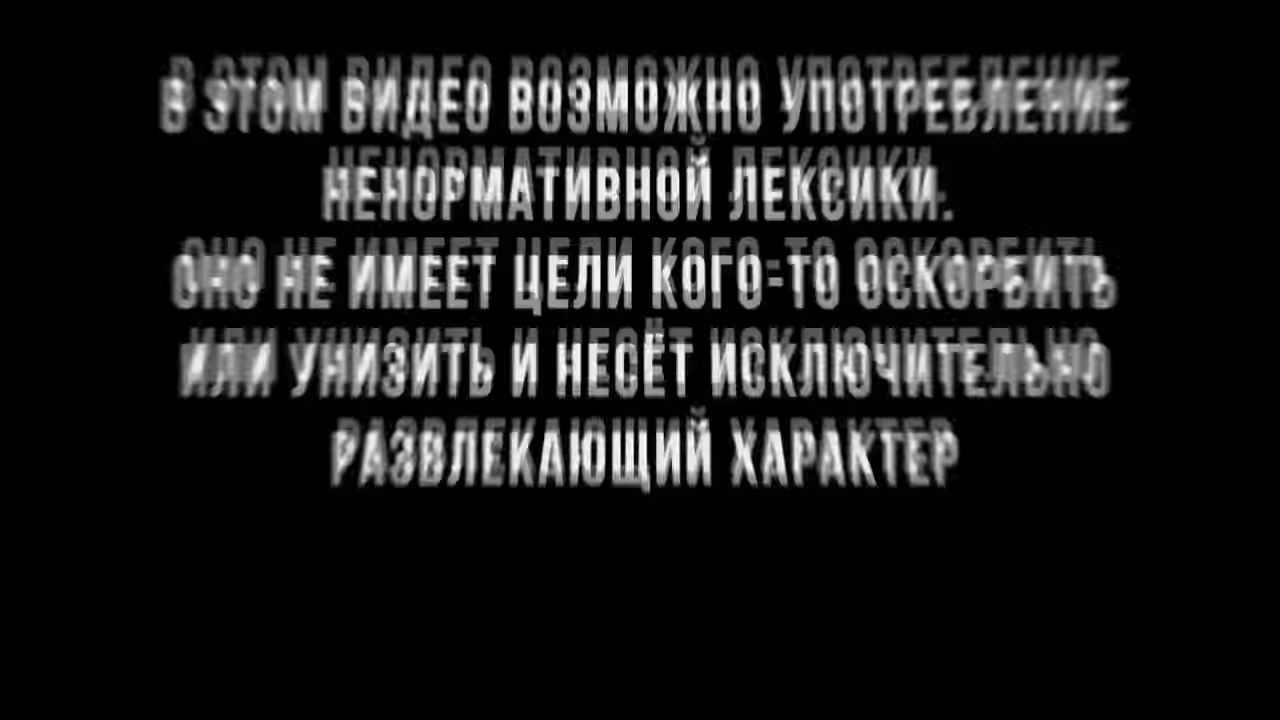 В ЭТОМ ВИДЕО ВОЗМОЖНО УПОТРЕБЛЕНИЕ
НЕНОРМАТИВНОЙ ЛЕКСИКИ.
ОНО НЕ ИМЕЕТ ЦЕЛИ КОГО-ТО ОСКОРБИТЬ
ИЛИ УНИЗИТЬ И НЕСЁТ ИСКЛЮЧИТЕЛЬНО
РАЗВЛЕКАЮЩИЙ ХАРАКТЕР